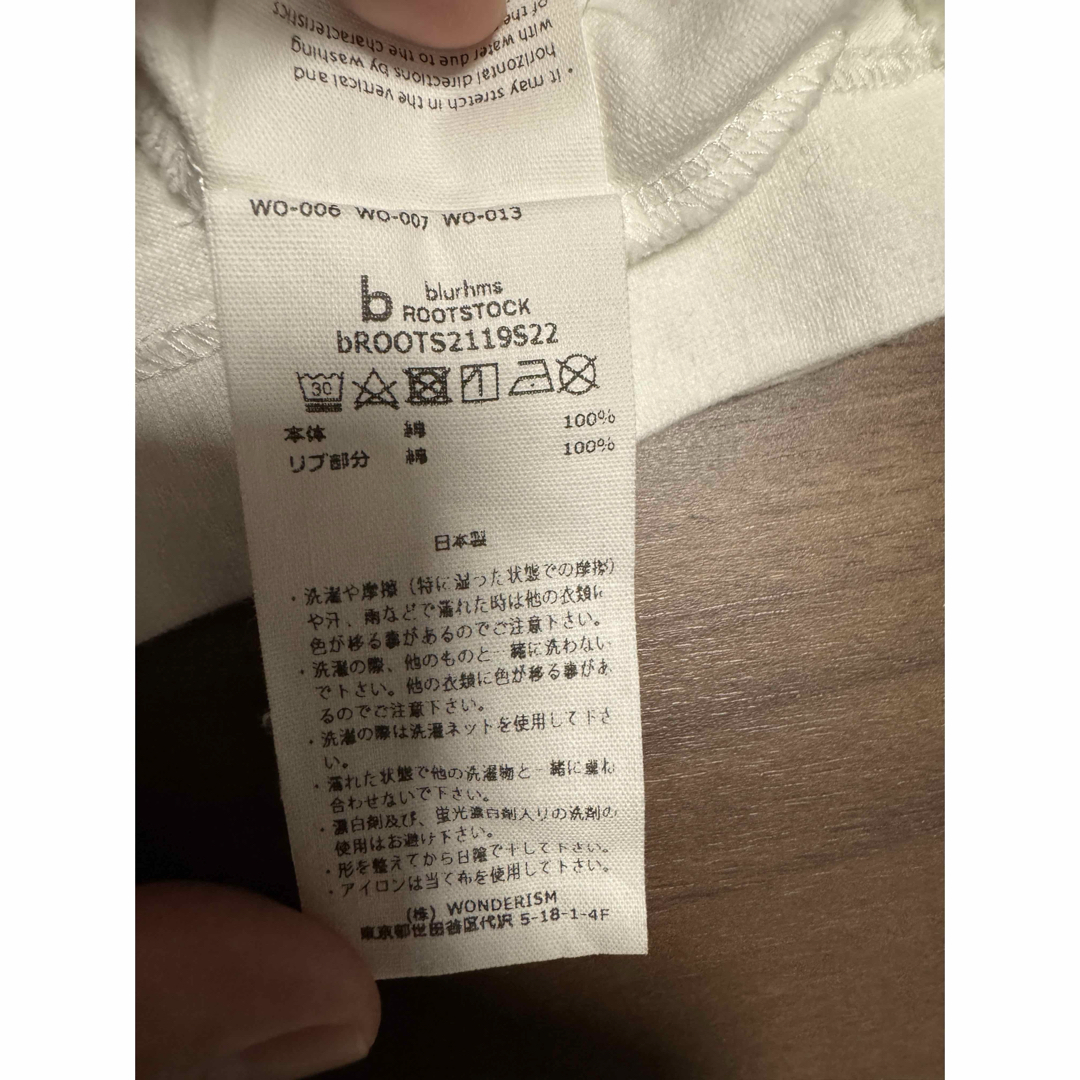 • it may stretch in the vertical and
horizontal directions by washing
with water due to the characteristics
of the
WO-006 WO-007 WO-013
b blurhms
ROOTSTOCK
bROOTS2119S22
30
本体 綿 100%
リブ部分 綿 100%
日本製
・洗濯や摩擦（特に湿った状態での摩擦）
や汗、雨などで濡れた時は他の衣類に
色が移る事があるのでご注意下さい。
・洗濯の際、他のものと一緒に洗わない
で下さい。他の衣類に色が移る事があ
るのでご注意下さい。
・洗濯の際は洗濯ネットを使用して下さ
い。
・濡れた状態で他の洗濯物と一緒に重ね
合わせないで下さい。
・漂白剤及び、蛍光漂白剤入りの洗剤の
使用はお避け下さい。
・形を整えてから日陰で干して下さい。
・アイロンは当て布を使用して下さい。
(株) WONDERISM
東京都世田谷区代沢 5-18-1-4F